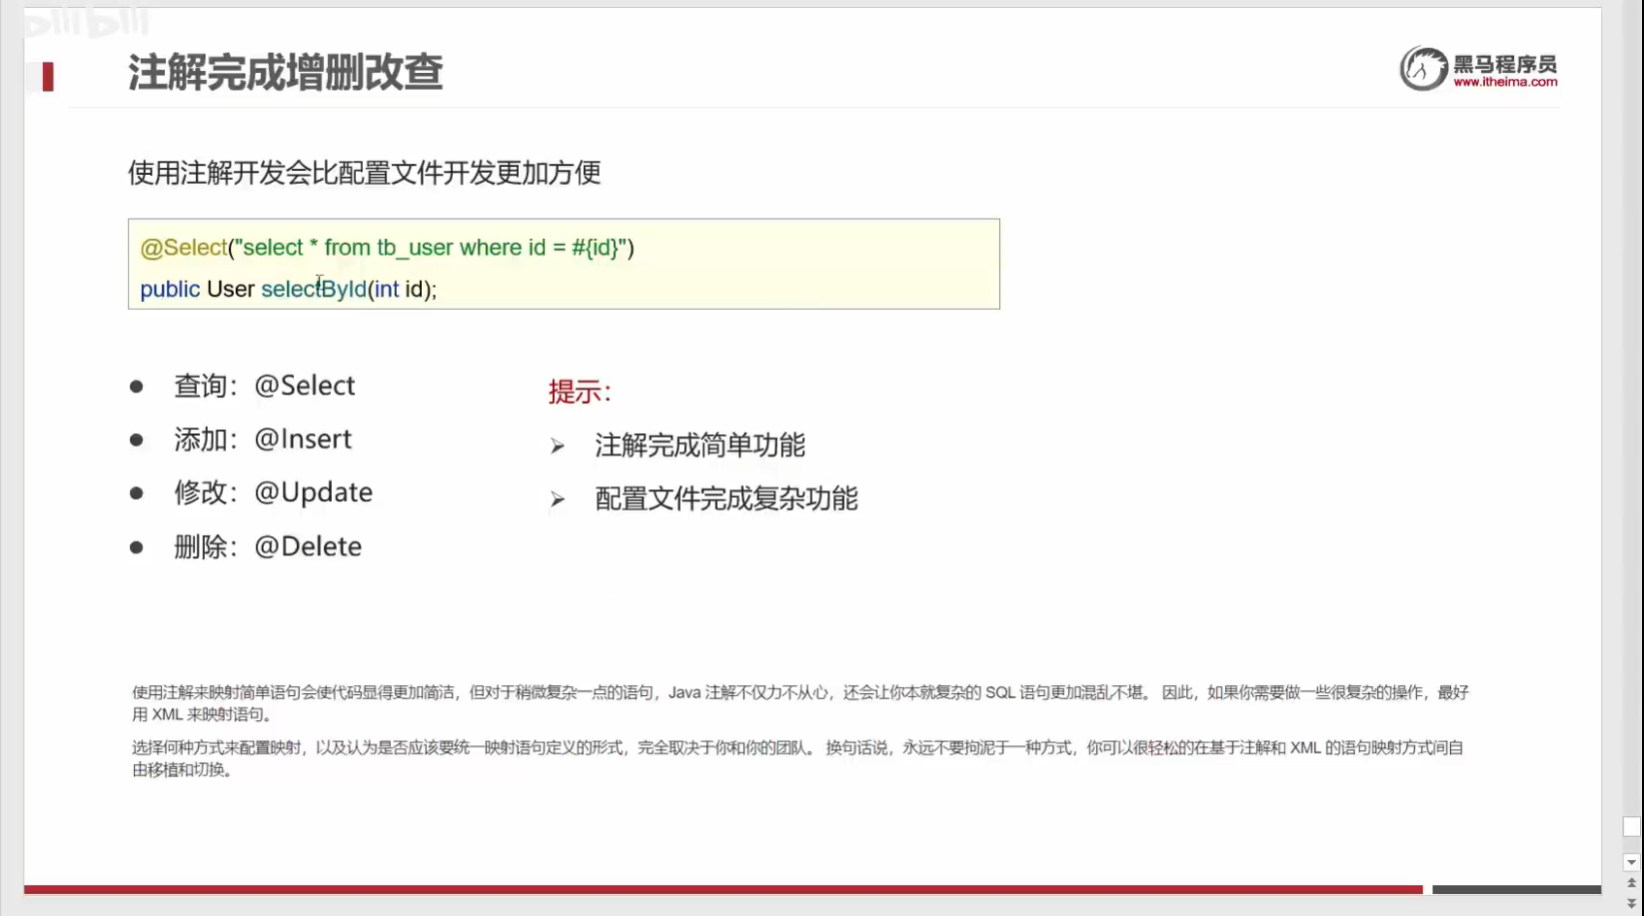 bilibili
注解完成增删改查
黑马程序员
www.itheima.com
使用注解开发会比配置文件开发更加方便
@Select("select * from tb_user where id = #{id}")
public User selectById(int id);
● 查询：@Select
● 添加：@Insert
● 修改：@Update
● 删除：@Delete
提示：
➢ 注解完成简单功能
➢ 配置文件完成复杂功能
使用注解来映射简单语句会使代码显得更加简洁，但对于稍微复杂一点的语句，Java 注解不仅力不从心，还会让你本就复杂的 SQL 语句更加混乱不堪。 因此，如果你需要做一些很复杂的操作，最好
用 XML 来映射语句。
选择何种方式来配置映射，以及认为是否应该要统一映射语句定义的形式，完全取决于你和你的团队。 换句话说，永远不要拘泥于一种方式，你可以很轻松的在基于注解和 XML 的语句映射方式间自
由移植和切换。